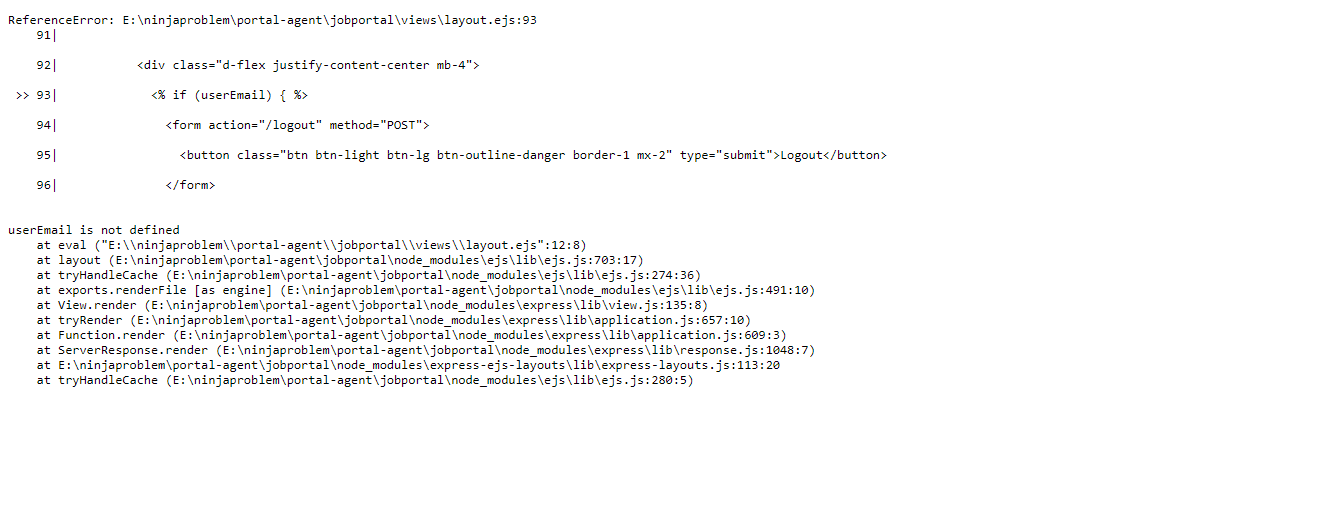 ReferenceError: E:\ninjaproblem\portal-agent\jobportal\views\layout.ejs:93
    91|
    92|           <div class="d-flex justify-content-center mb-4">
 >> 93|             <% if (userEmail) { %>
    94|               <form action="/logout" method="POST">
    95|                 <button class="btn btn-light btn-lg btn-outline-danger border-1 mx-2" type="submit">Logout</button>
    96|               </form>
userEmail is not defined
    at eval ("E:\\ninjaproblem\\portal-agent\\jobportal\\views\\layout.ejs":12:8)
    at layout (E:\ninjaproblem\portal-agent\jobportal\node_modules\ejs\lib\ejs.js:703:17)
    at tryHandleCache (E:\ninjaproblem\portal-agent\jobportal\node_modules\ejs\lib\ejs.js:274:36)
    at exports.renderFile [as engine] (E:\ninjaproblem\portal-agent\jobportal\node_modules\ejs\lib\ejs.js:491:10)
    at View.render (E:\ninjaproblem\portal-agent\jobportal\node_modules\express\lib\view.js:135:8)
    at tryRender (E:\ninjaproblem\portal-agent\jobportal\node_modules\express\lib\application.js:657:10)
    at Function.render (E:\ninjaproblem\portal-agent\jobportal\node_modules\express\lib\application.js:609:3)
    at ServerResponse.render (E:\ninjaproblem\portal-agent\jobportal\node_modules\express\lib\response.js:1048:7)
    at E:\ninjaproblem\portal-agent\jobportal\node_modules\express-ejs-layouts\lib\express-layouts.js:113:20
    at tryHandleCache (E:\ninjaproblem\portal-agent\jobportal\node_modules\ejs\lib\ejs.js:280:5)